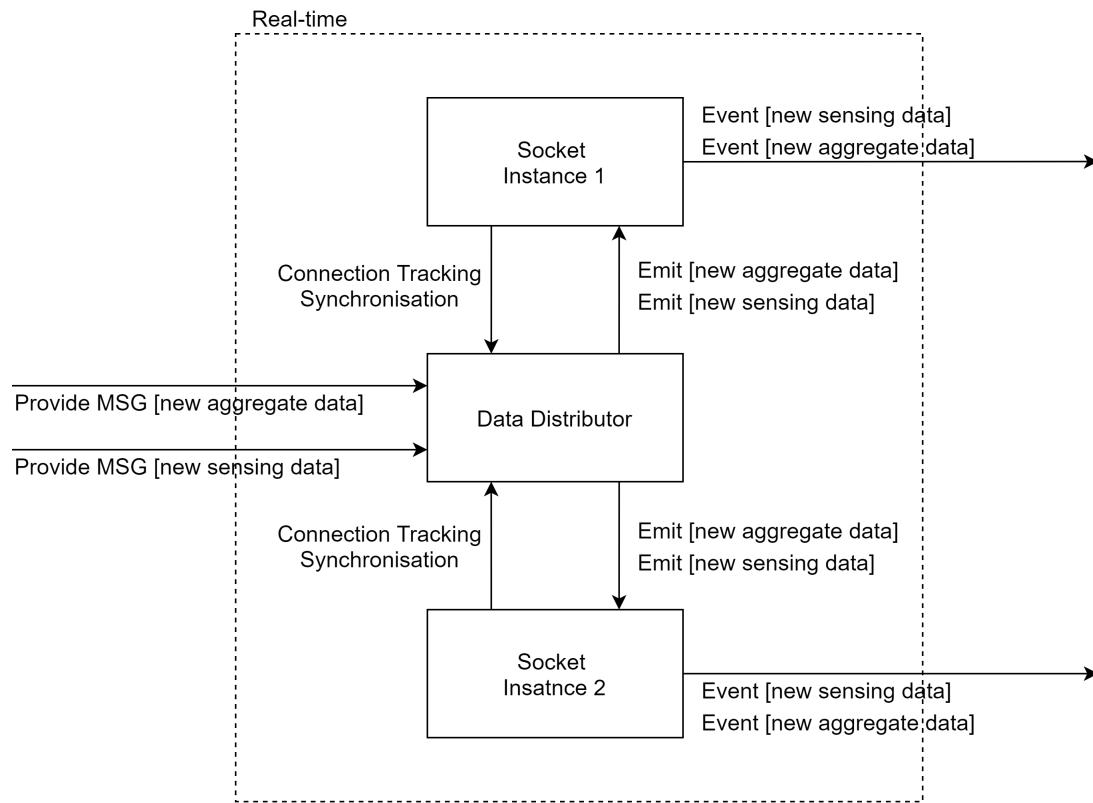 Real-time
Socket
Instance 1
Event [new sensing data]
Event [new aggregate data]
Connection Tracking
Synchronisation
Emit [new aggregate data]
Emit [new sensing data]
Provide MSG [new aggregate data]
Data Distributor
Provide MSG [new sensing data]
Connection Tracking
Synchronisation
Emit [new aggregate data]
Emit [new sensing data]
Socket
Insatnce 2
Event [new sensing data]
Event [new aggregate data]